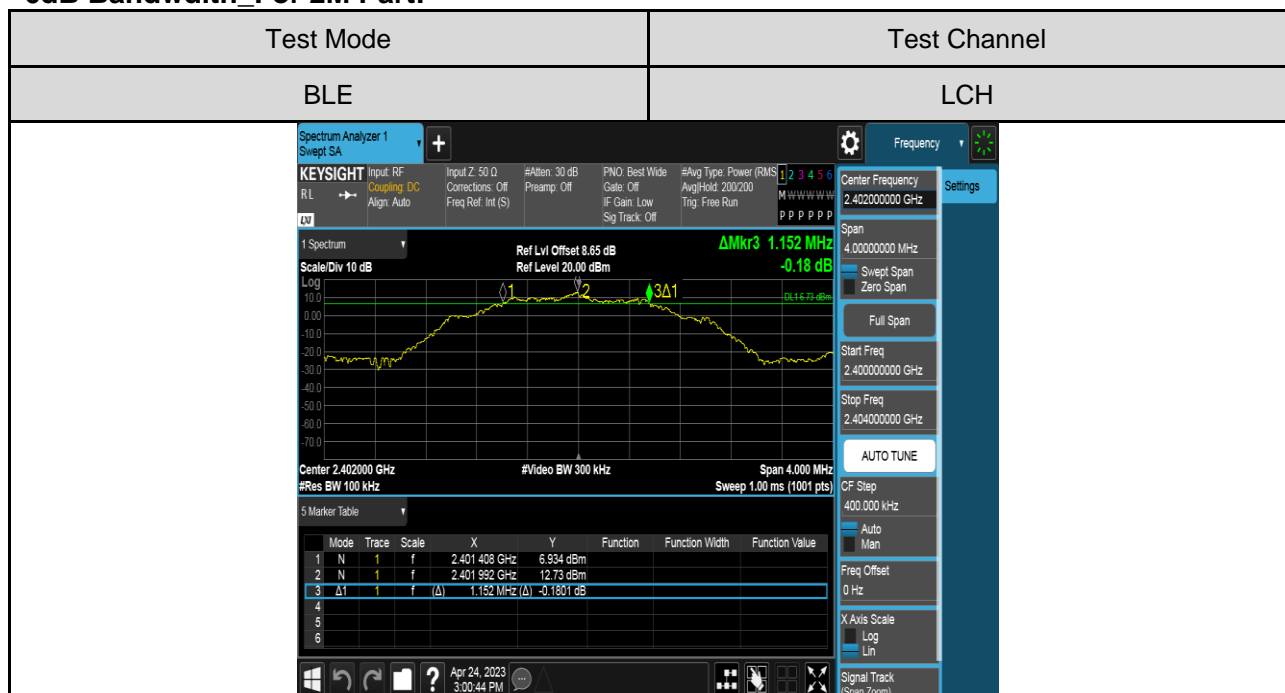 Test Mode Test Channel
BLE LCH
Spectrum Analyzer 1
Swept SA
Frequency
KEYSIGHT Input: RF Input Z: 50 Ω #Atten: 30 dB PNO: Best Wide #Avg Type: Power (RMS 1 2 3 4 5 6
RL Coupling: DC Corrections: Off Preamp: Off Gate: Off Avg|Hold: 200/200 M W W W W W
Align: Auto Freq Ref: Int (S) IF Gain: Low Trig: Free Run
LXI Sig Track: Off P P P P P P
1 Spectrum
Ref Lvl Offset 8.65 dB
ΔMkr3 1.152 MHz
Scale/Div 10 dB Ref Level 20.00 dBm -0.18 dB
Log
10.0
0.00
-10.0
-20.0
-30.0
-40.0
-50.0
-60.0
-70.0
1 2 3Δ1
DL1 6.73 dBm
Center 2.402000 GHz #Video BW 300 kHz Span 4.000 MHz
#Res BW 100 kHz Sweep 1.00 ms (1001 pts)
5 Marker Table
Mode Trace Scale X Y Function Function Width Function Value
1 N 1 f 2.401 408 GHz 6.934 dBm
2 N 1 f 2.401 992 GHz 12.73 dBm
3 Δ1 1 f (Δ) 1.152 MHz (Δ) -0.1801 dB
4
5
6
?
Apr 24, 2023
3:00:44 PM
Settings
Center Frequency
2.402000000 GHz
Span
4.00000000 MHz
Swept Span
Zero Span
Full Span
Start Freq
2.400000000 GHz
Stop Freq
2.404000000 GHz
AUTO TUNE
CF Step
400.000 kHz
Auto
Man
Freq Offset
0 Hz
X Axis Scale
Log
Lin
Signal Track
(Span Zoom)